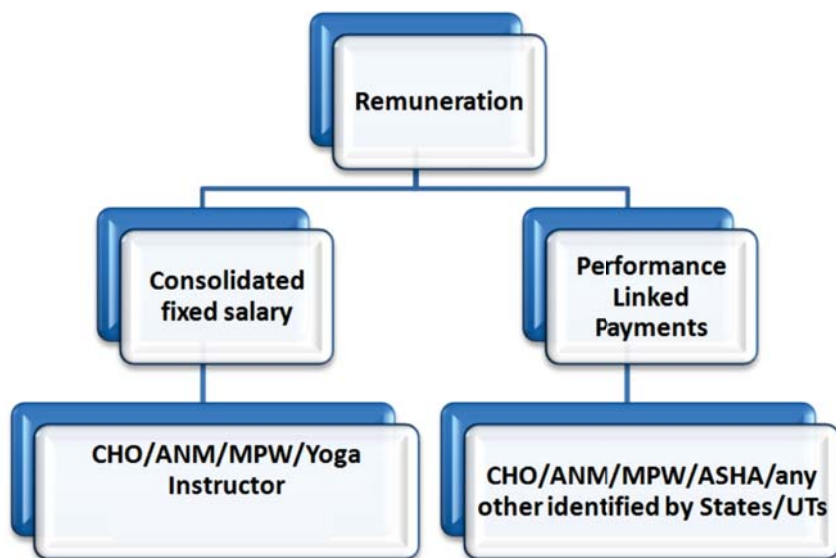 Remuneration
Consolidated
fixed salary
Performance
Linked
Payments
CHO/ANM/MPW/Yoga
Instructor
CHO/ANM/MPW/ASHA/any
other identified by States/UTs